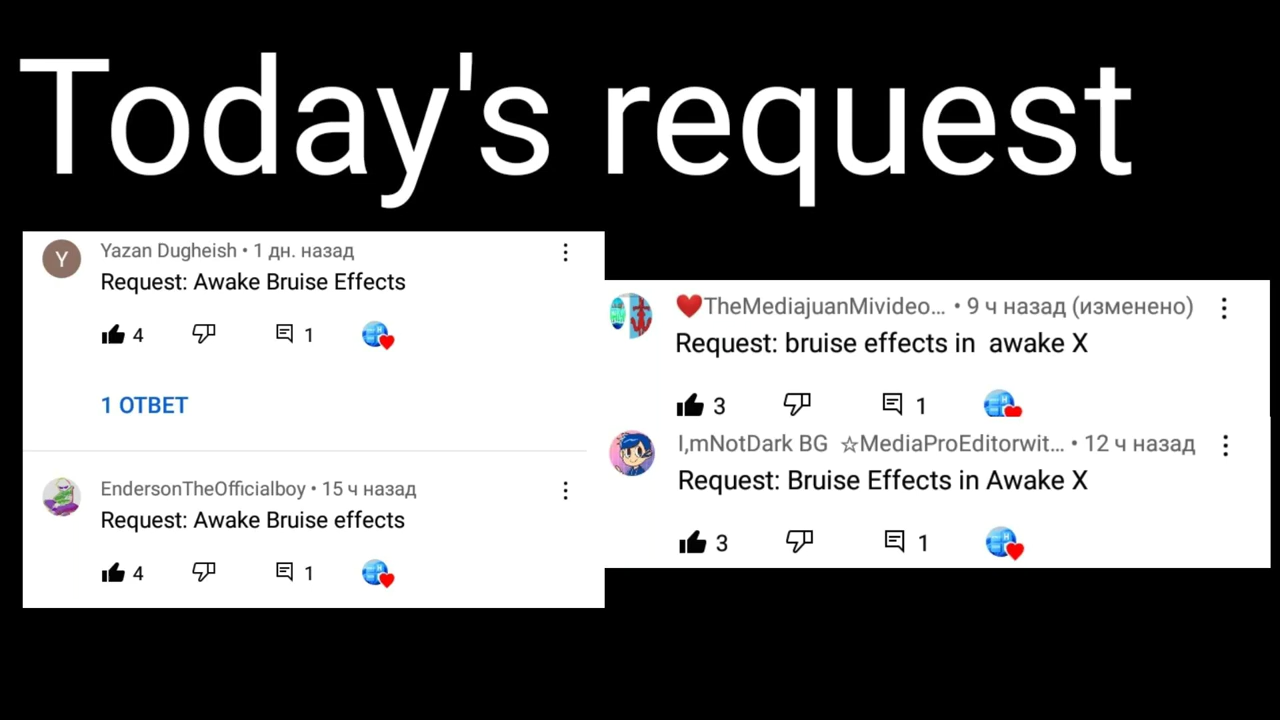 Today's request
Y
Yazan Dugheish • 1 дн. назад
Request: Awake Bruise Effects
4
1
1 ОТВЕТ
EndersonTheOfficialboy • 15 ч назад
Request: Awake Bruise effects
4
1
❤️TheMediajuanMivideo... • 9 ч назад (изменено)
Request: bruise effects in awake X
3
1
I,mNotDark BG ☆MediaProEditorwit... • 12 ч назад
Request: Bruise Effects in Awake X
3
1